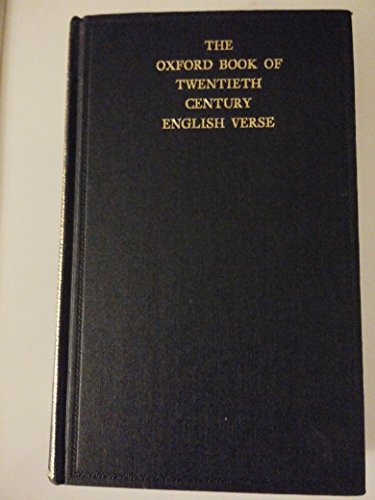 THE
OXFORD BOOK OF
TWENTIETH
CENTURY
ENGLISH VERSE